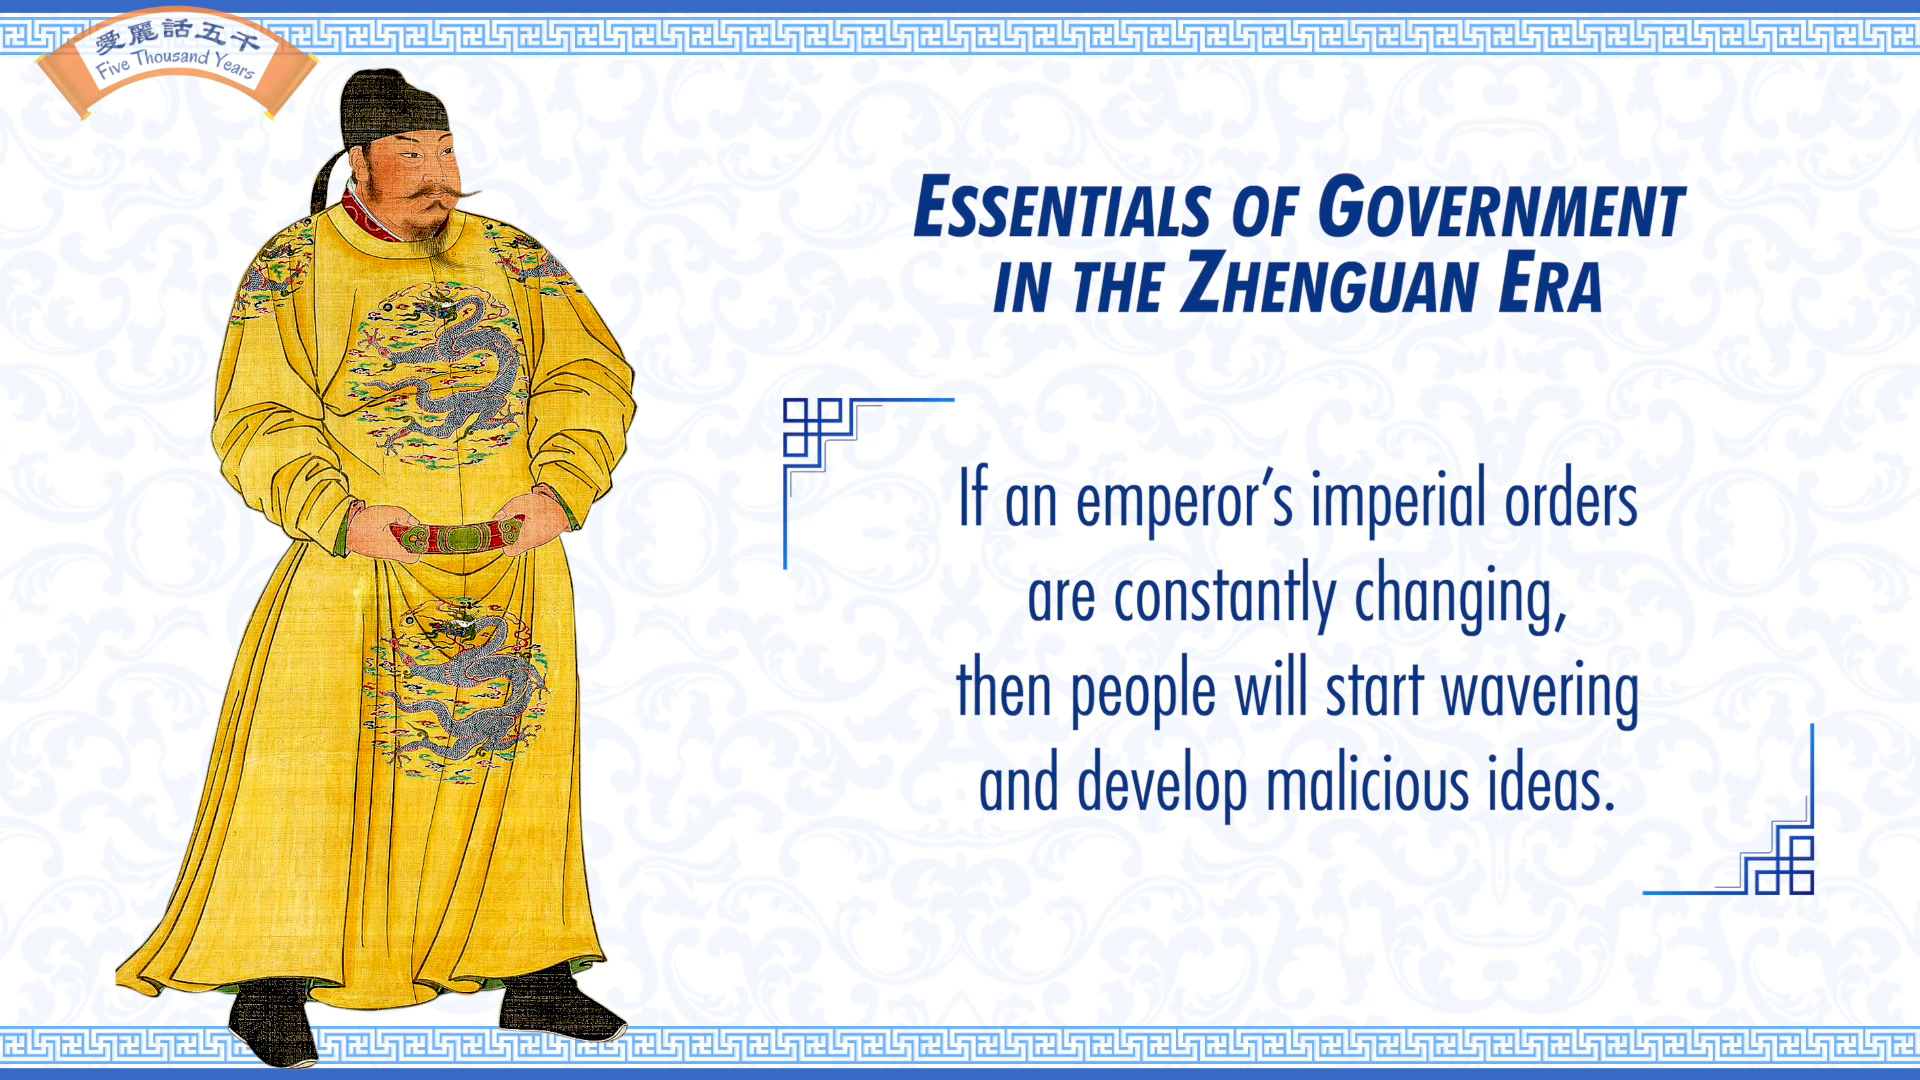 愛麗話五千
Five Thousand Years
ESSENTIALS OF GOVERNMENT
IN THE ZHENGUAN ERA
If an emperor’s imperial orders
are constantly changing,
then people will start wavering
and develop malicious ideas.